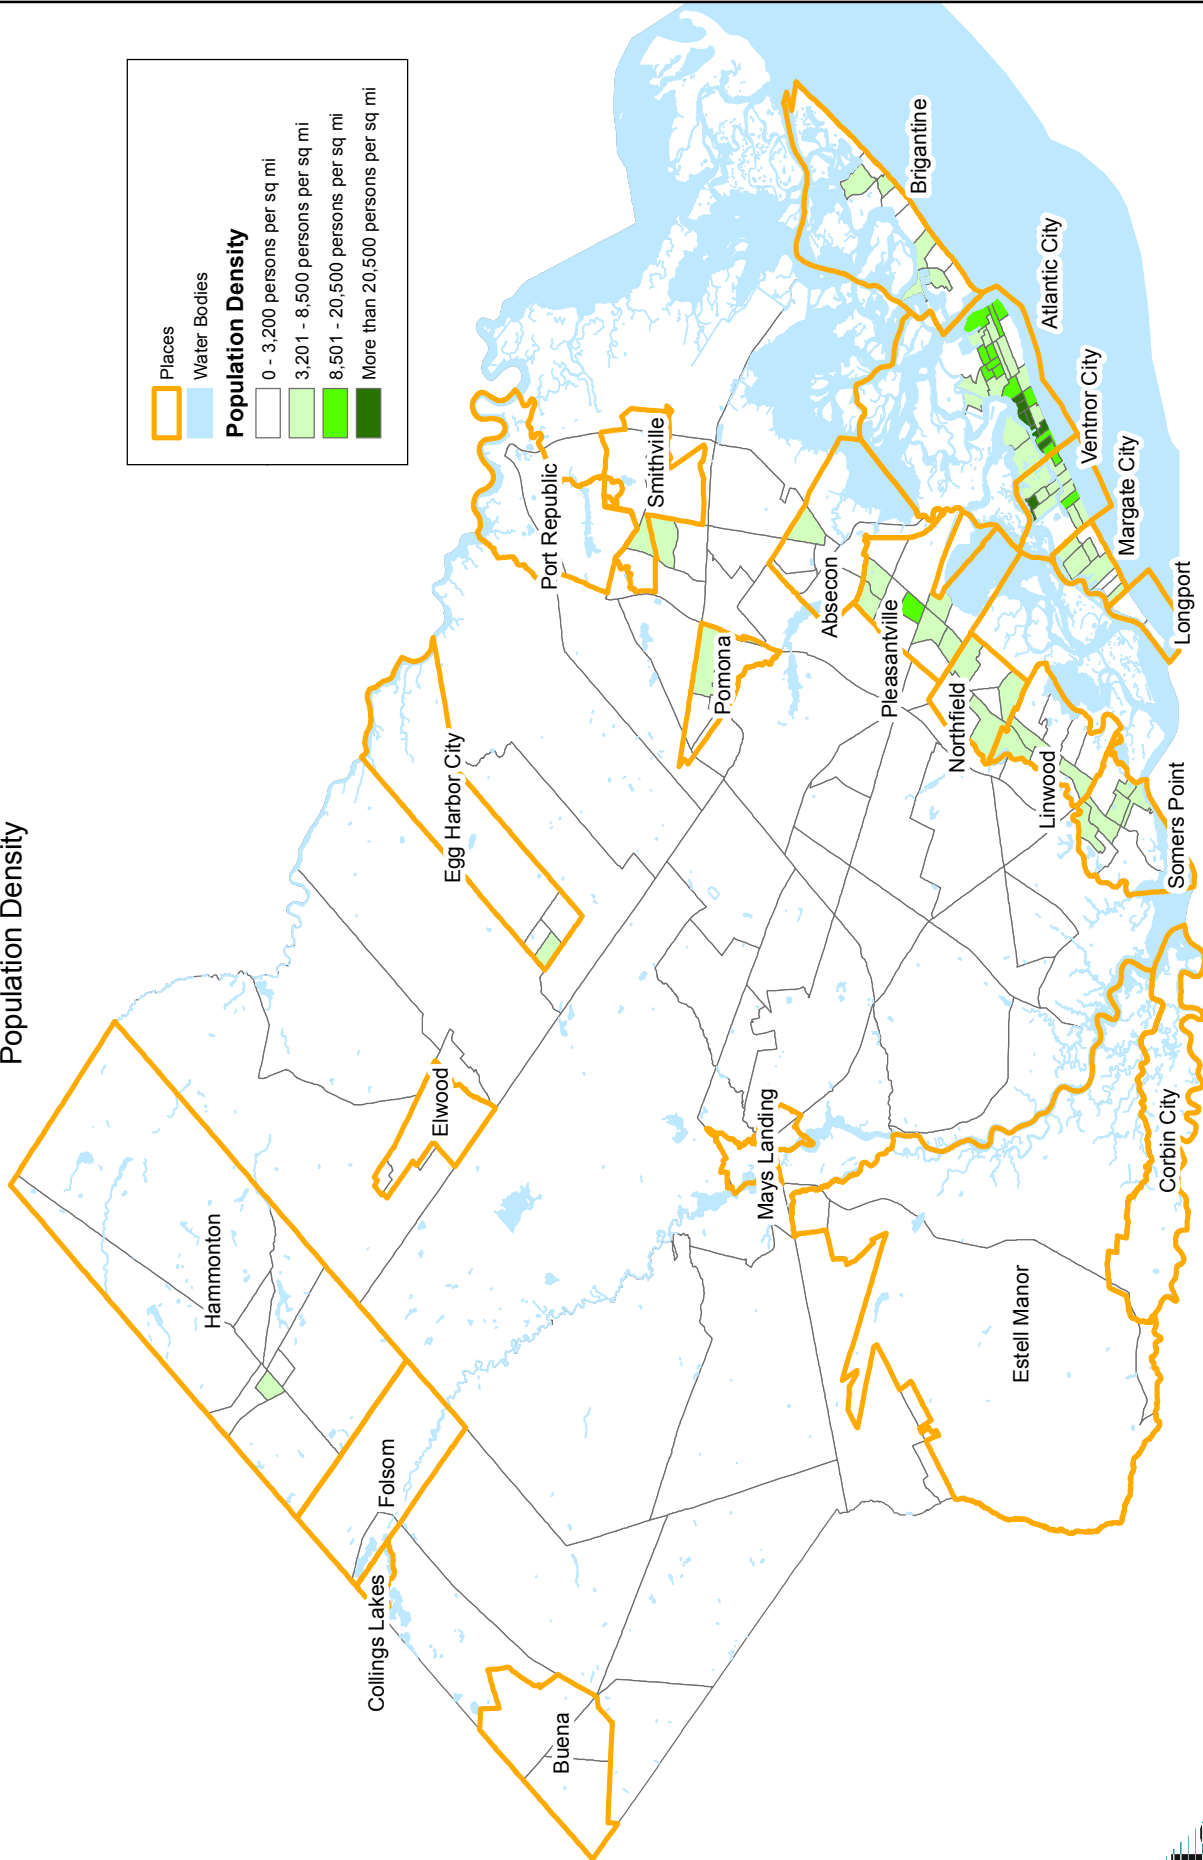 Population Density
Places
Water Bodies
Population Density
0 - 3,200 persons per sq mi
3,201 - 8,500 persons per sq mi
8,501 - 20,500 persons per sq mi
More than 20,500 persons per sq mi
Hammonton
Folsom
Collings Lakes
Buena
Elwood
Egg Harbor City
Port Republic
Smithville
Pomona
Mays Landing
Absecon
Pleasantville
Brigantine
Northfield
Atlantic City
Estell Manor
Linwood
Ventnor City
Margate City
Corbin City
Somers Point
Longport